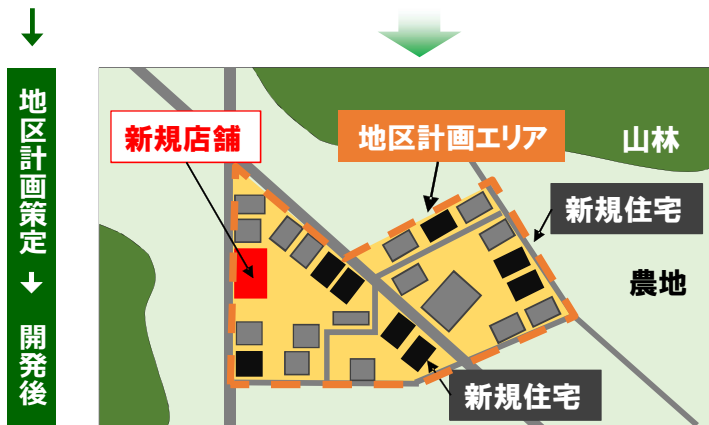 地区計画策定
開発後
新規店舗
地区計画エリア
山林
新規住宅
農地
新規住宅